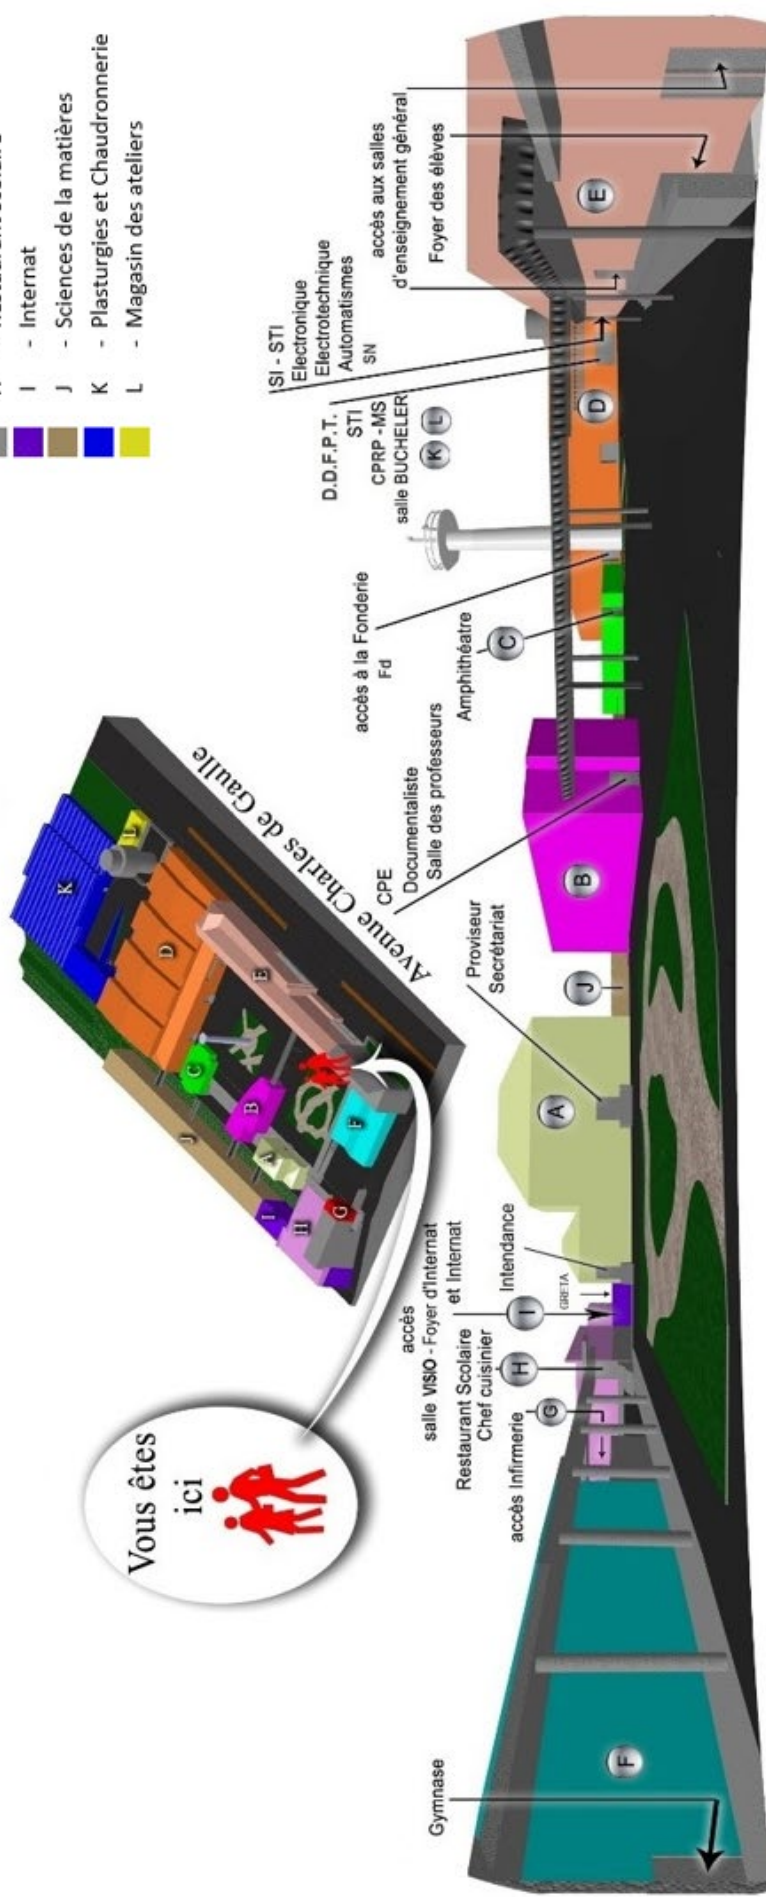 I - Internat
J - Sciences de la matières
K - Plasturgies et Chaudronnerie
L - Magasin des ateliers
Vous êtes
ici
Avenue Charles de Gaulle
A
B
C
D
E
F
G
H
I
J
K
L
Gymnase
F
accès Infirmerie
G
Restaurant Scolaire
Chef cuisinier
H
accès
salle VISIO - Foyer d'Internat
et Internat
I
GRETA
Intendance
A
Proviseur
Secrétariat
J
B
CPE
Documentaliste
Salle des professeurs
Amphithéatre
C
accès à la Fonderie
Fd
D.D.F.P.T.
STI
CPRP -MS
salle BUCHELER
K
L
D
ISI - STI
Electronique
Electrotechnique
Automatismes
SN
accès aux salles
d'enseignement général
Foyer des élèves
E